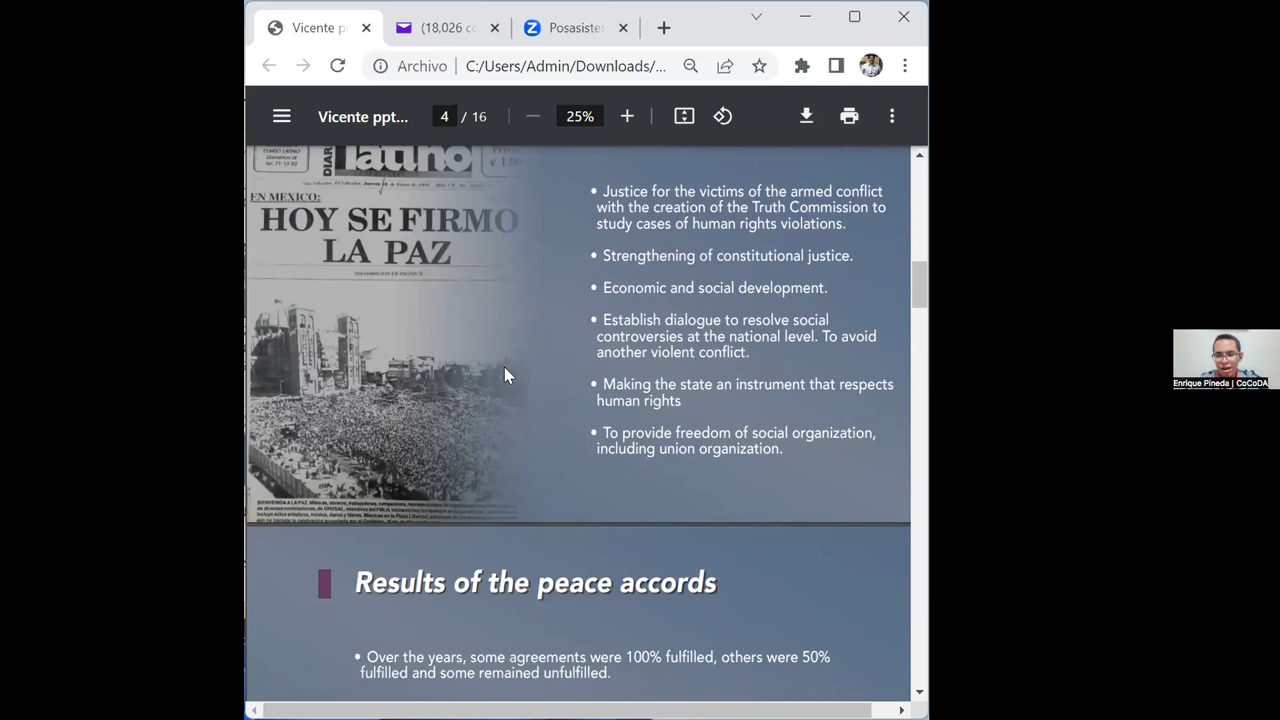 Vicente p
(18,026 c
Posasiste
Archivo
C:/Users/Admin/Downloads/...
Vicente ppt...
4 / 16
25%
DIARIO LATINO
DIARI
latino
EN MEXICO:
HOY SE FIRMO
LA PAZ
• Justice for the victims of the armed conflict
with the creation of the Truth Commission to
study cases of human rights violations.
• Strengthening of constitutional justice.
• Economic and social development.
• Establish dialogue to resolve social
controversies at the national level. To avoid
another violent conflict.
• Making the state an instrument that respects
human rights
• To provide freedom of social organization,
including union organization.
Results of the peace accords
• Over the years, some agreements were 100% fulfilled, others were 50%
fulfilled and some remained unfulfilled.
Enrique Pineda | CoCoDA